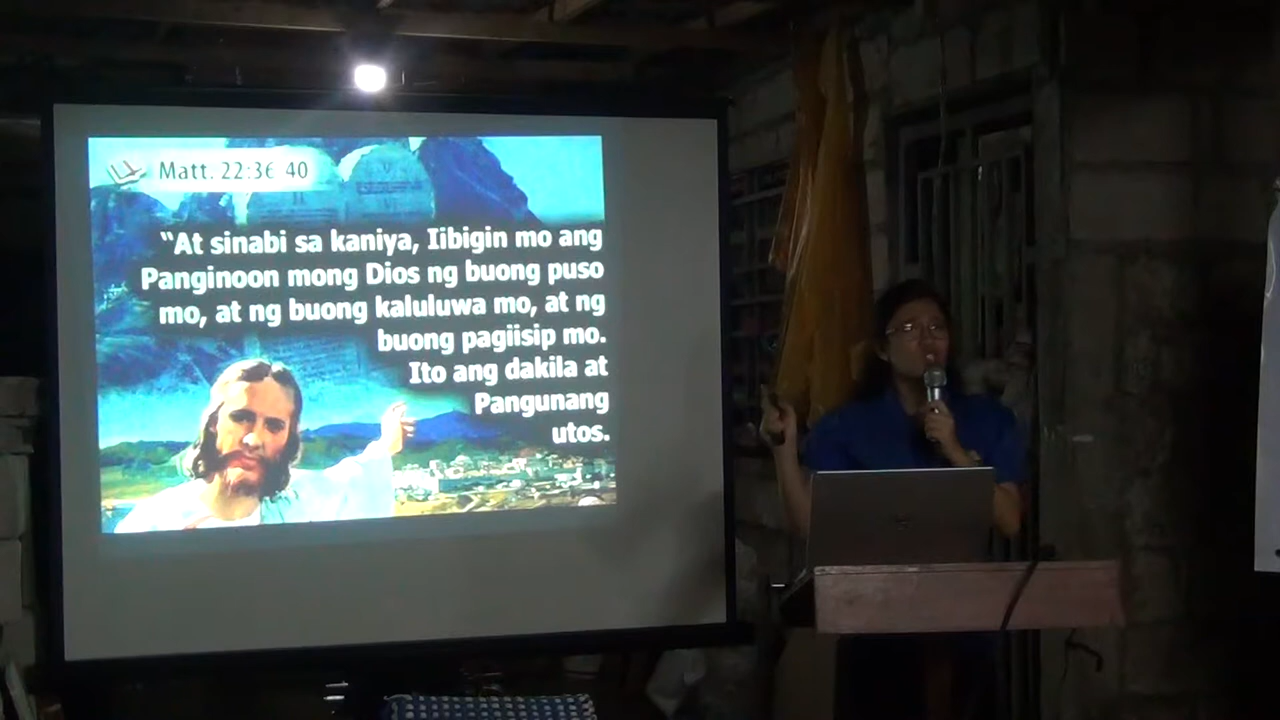 Matt. 22:36-40
“At sinabi sa kaniya, Iibigin mo ang
Panginoon mong Dios ng buong puso
mo, at ng buong kaluluwa mo, at ng
buong pagiisip mo.
Ito ang dakila at
Pangunang
utos.